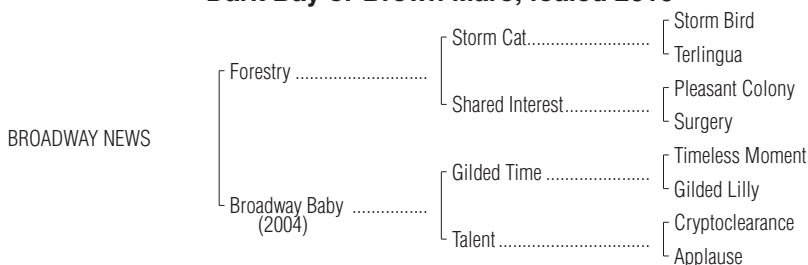 Dark Bay or Brown Mare; foaled
Storm Bird
Storm Cat
Terlingua
Forestry
Pleasant Colony
Shared Interest
Surgery
BROADWAY NEWS
Timeless Moment
Gilded Time
Gilded Lilly
Broadway Baby
(2004)
Cryptoclearance
Talent
Applause